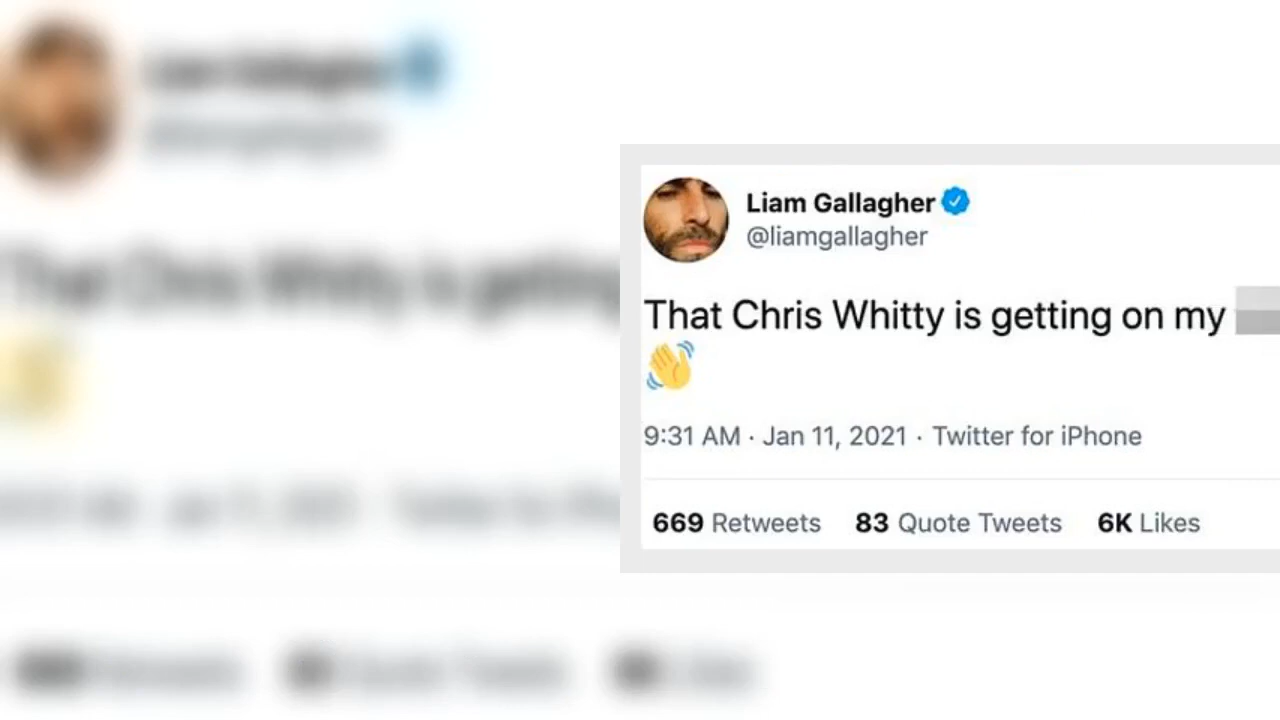 Liam Gallagher
@liamgallagher
That Chris Whitty is getting on my
9:31 AM · Jan 11, 2021 · Twitter for iPhone
669 Retweets 83 Quote Tweets 6K Likes